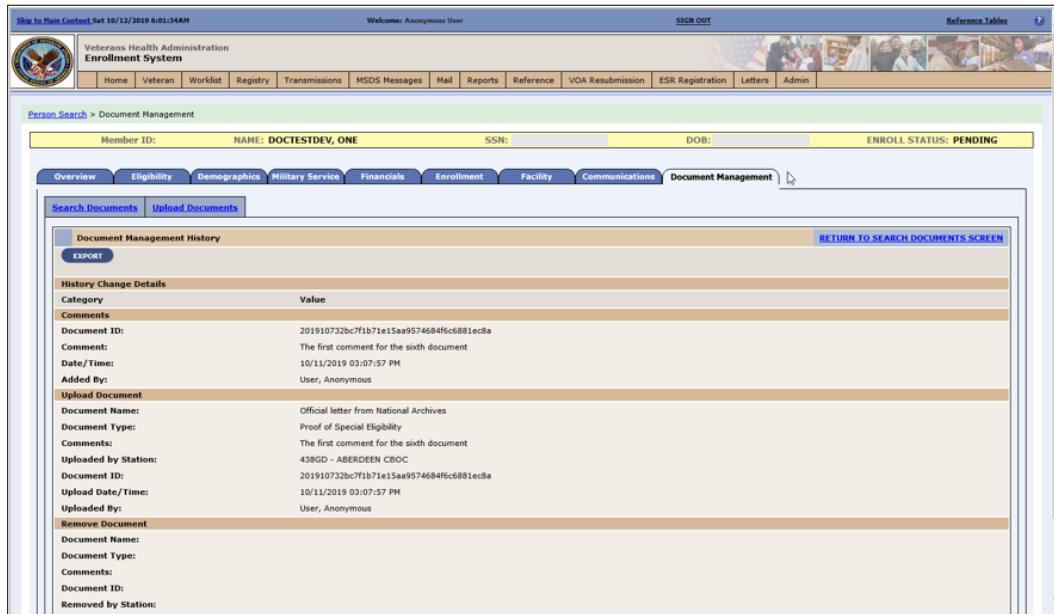 Skip to Main Content Sat 10/12/2019 6:01:34AM Welcome: Anonymous User SIGN OUT Reference Tables ?
Veterans Health Administration
Enrollment System
Home Veteran Worklist Registry Transmissions MSDS Messages Mail Reports Reference VOA Resubmission ESR Registration Letters Admin
Person Search > Document Management
Member ID: NAME: DOCTESTDEV, ONE SSN: DOB: ENROLL STATUS: PENDING
Overview Eligibility Demographics Military Service Financials Enrollment Facility Communications Document Management
Search Documents Upload Documents
Document Management History RETURN TO SEARCH DOCUMENTS SCREEN
EXPORT
History Change Details
Category Value
Comments
Document ID: 201910732bc7f1b71e15aa9574684f6c6881ec8a
Comment: The first comment for the sixth document
Date/Time: 10/11/2019 03:07:57 PM
Added By: User, Anonymous
Upload Document
Document Name: Official letter from National Archives
Document Type: Proof of Special Eligibility
Comments: The first comment for the sixth document
Uploaded by Station: 438GD - ABERDEEN CBOC
Document ID: 201910732bc7f1b71e15aa9574684f6c6881ec8a
Upload Date/Time: 10/11/2019 03:07:57 PM
Uploaded By: User, Anonymous
Remove Document
Document Name:
Document Type:
Comments:
Document ID:
Removed by Station: